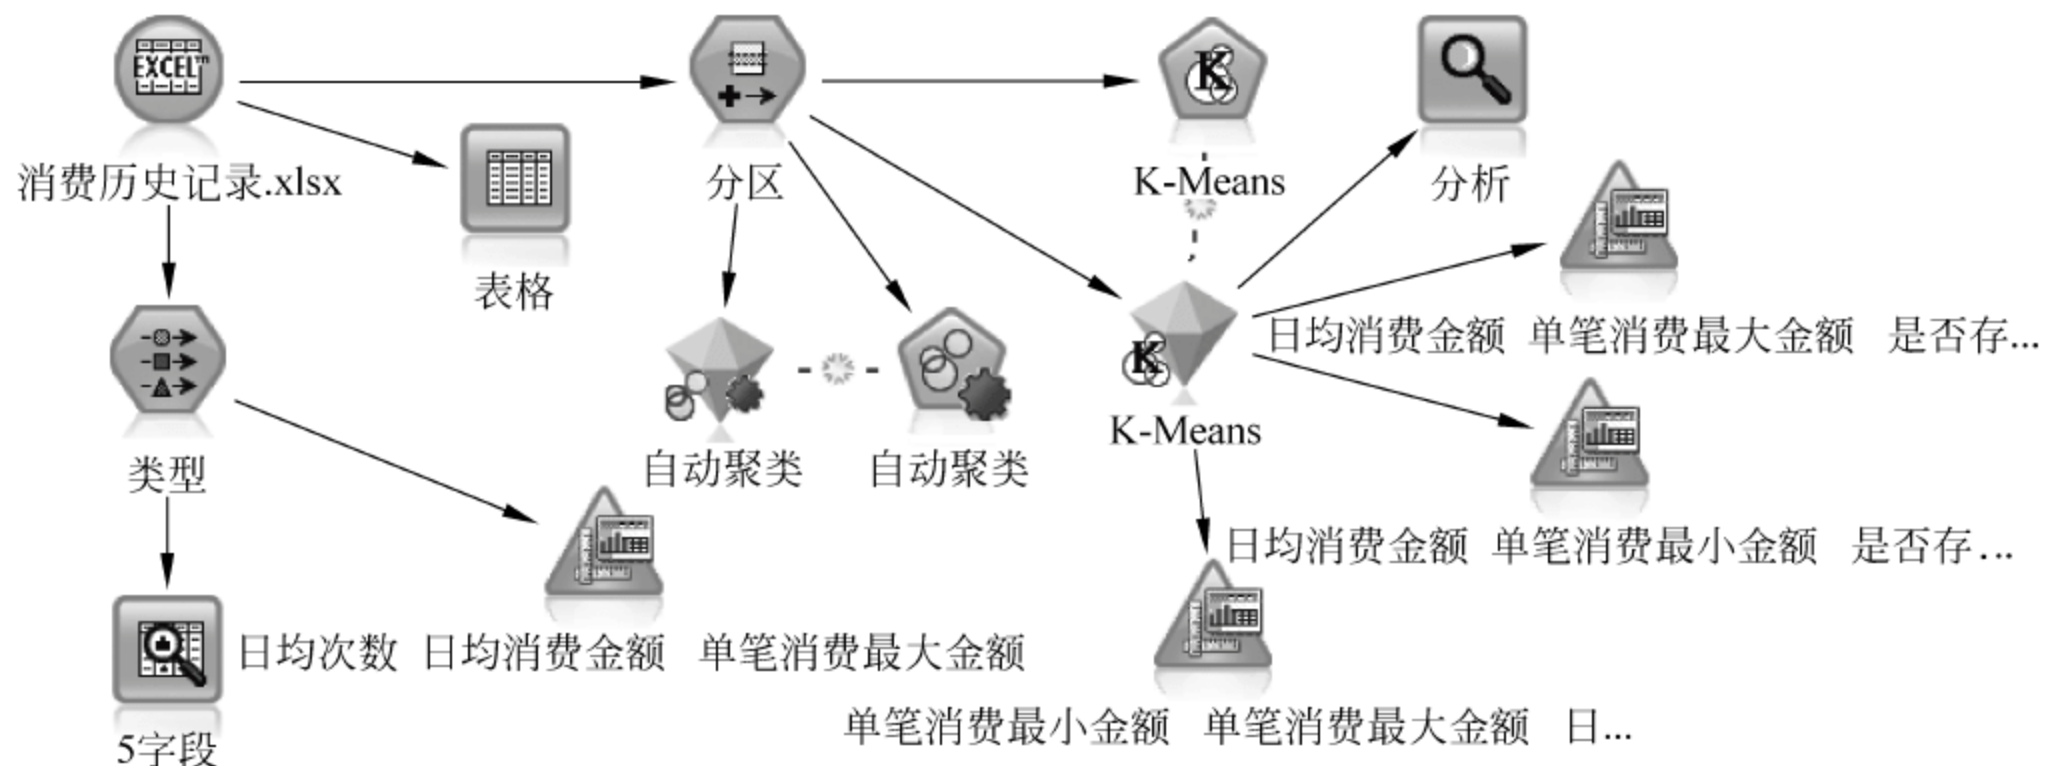 EXCEL™
K
消费历史记录.xlsx
分区
K-Means
分析
表格
日均消费金额 单笔消费最大金额 是否存...
K
K-Means
类型
自动聚类
自动聚类
日均消费金额 单笔消费最小金额 是否存...
日均次数 日均消费金额 单笔消费最大金额
单笔消费最小金额 单笔消费最大金额 日...
5字段